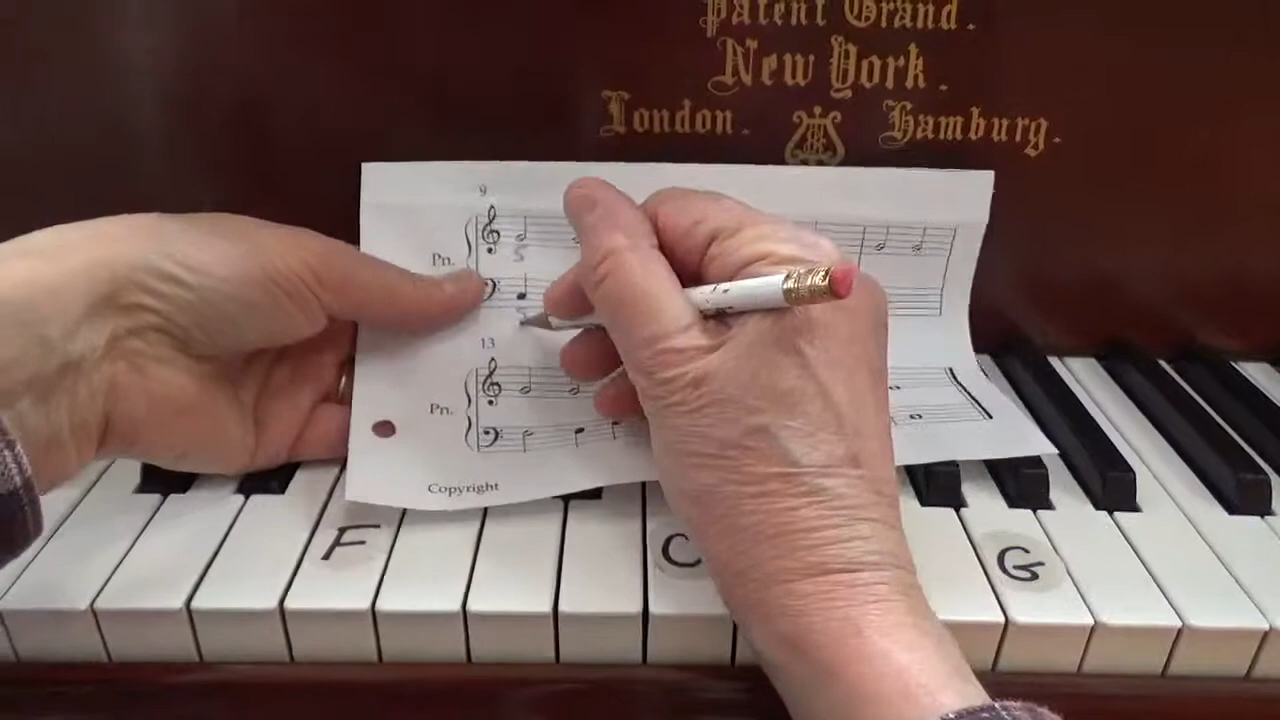 Patent Grand.
New York.
London. Hamburg.
9
Pn.
5
13
Pn.
Copyright
F C G